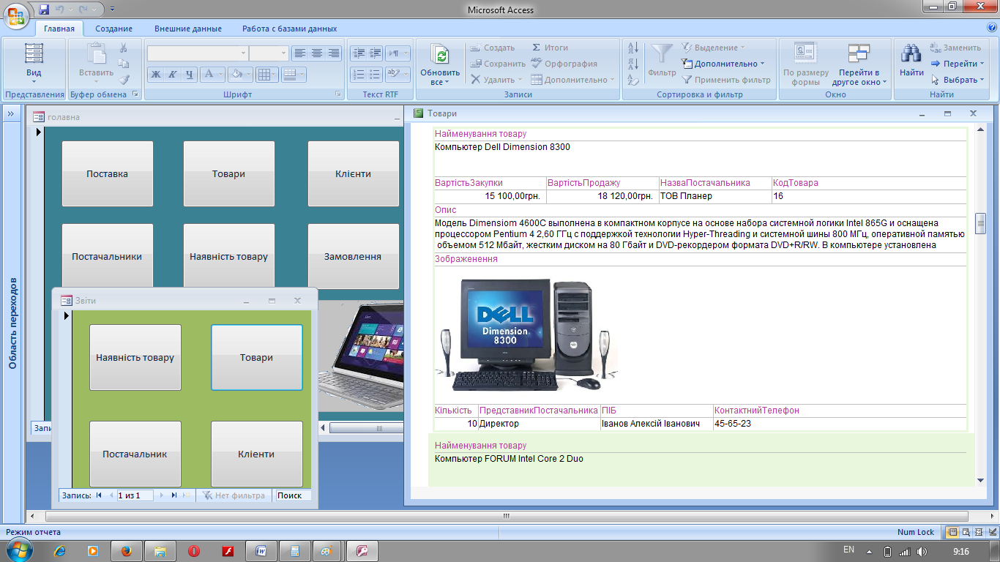 Microsoft Access
Главная Создание Внешние данные Работа с базами данных
Вид
Представления
Вставить
Буфер обмена
Ж К Ч А
Шрифт
Текст RTF
Обновить
все
Создать
Сохранить
Удалить
Итоги
Орфография
Дополнительно
Записи
Фильтр
Выделение
Дополнительно
Применить фильтр
Сортировка и фильтр
По размеру
формы
Перейти в
другое окно
Окно
Найти
Заменить
Перейти
Выбрать
Найти
Область переходов
головна
Поставка Товари Клієнти
Постачальники Наявність товару Замовлення
Звіти
Наявність товару Товари
Постачальник Кліенти
Запись: 1 из 1 Нет фильтра Поиск
Товари
Найменування товару
Компьютер Dell Dimension 8300
ВартістьЗакупки ВартістьПродажу НазваПостачальника КодТовара
15 100,00грн. 18 120,00грн. ТОВ Планер 16
Опис
Модель Dimensiom 4600C выполнена в компактном корпусе на основе набора системной логики Intel 865G и оснащена
процессором Pentium 4 2,60 ГГц с поддержкой технологии Hyper-Threading и системной шины 800 МГц, оперативной памятью
объемом 512 Мбайт, жестким диском на 80 Гбайт и DVD-рекордером формата DVD+R/RW. В компьютере установлена
Зображенення
DELL
Dimension
8300
Кількість ПредставникПостачальника ПІБ КонтактнийТелефон
10 Директор Іванов Алексій Іванович 45-65-23
Найменування товару
Компьютер FORUM Intel Core 2 Duo
Режим отчета
Num Lock
EN
9:16